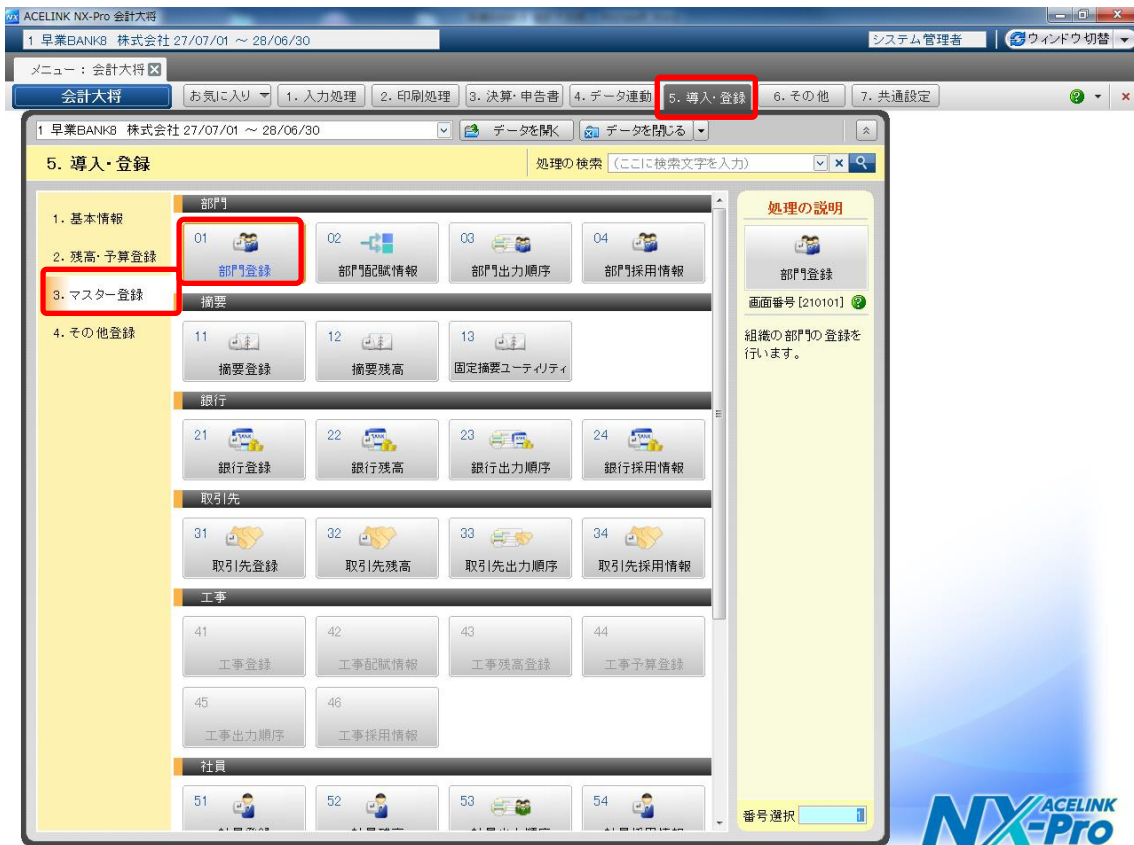 ACELINK NX-Pro 会計大将
1 早業BANK8 株式会社 27/07/01 ～ 28/06/30
システム管理者
ウィンドウ切替
メニュー：会計大将
会計大将
お気に入り
1. 入力処理
2. 印刷処理
3. 決算・申告書
4. データ連動
5. 導入・登録
6. その他
7. 共通設定
1 早業BANK8 株式会社 27/07/01 ～ 28/06/30
データを開く
データを閉じる
5. 導入・登録
処理の検索
(ここに検索文字を入力)
1. 基本情報
2. 残高・予算登録
3. マスター登録
4. その他登録
部門
01
部門登録
02
部門配賦情報
03
部門出力順序
04
部門採用情報
摘要
11
摘要登録
12
摘要残高
13
固定摘要ユーティリティ
銀行
21
銀行登録
22
銀行残高
23
銀行出力順序
24
銀行採用情報
取引先
31
取引先登録
32
取引先残高
33
取引先出力順序
34
取引先採用情報
工事
41
工事登録
42
工事配賦情報
43
工事残高登録
44
工事予算登録
45
工事出力順序
46
工事採用情報
社員
51
52
53
54
処理の説明
部門登録
画面番号 [210101]
組織の部門の登録を
行います。
番号選択
1
ACELINK
NX-Pro